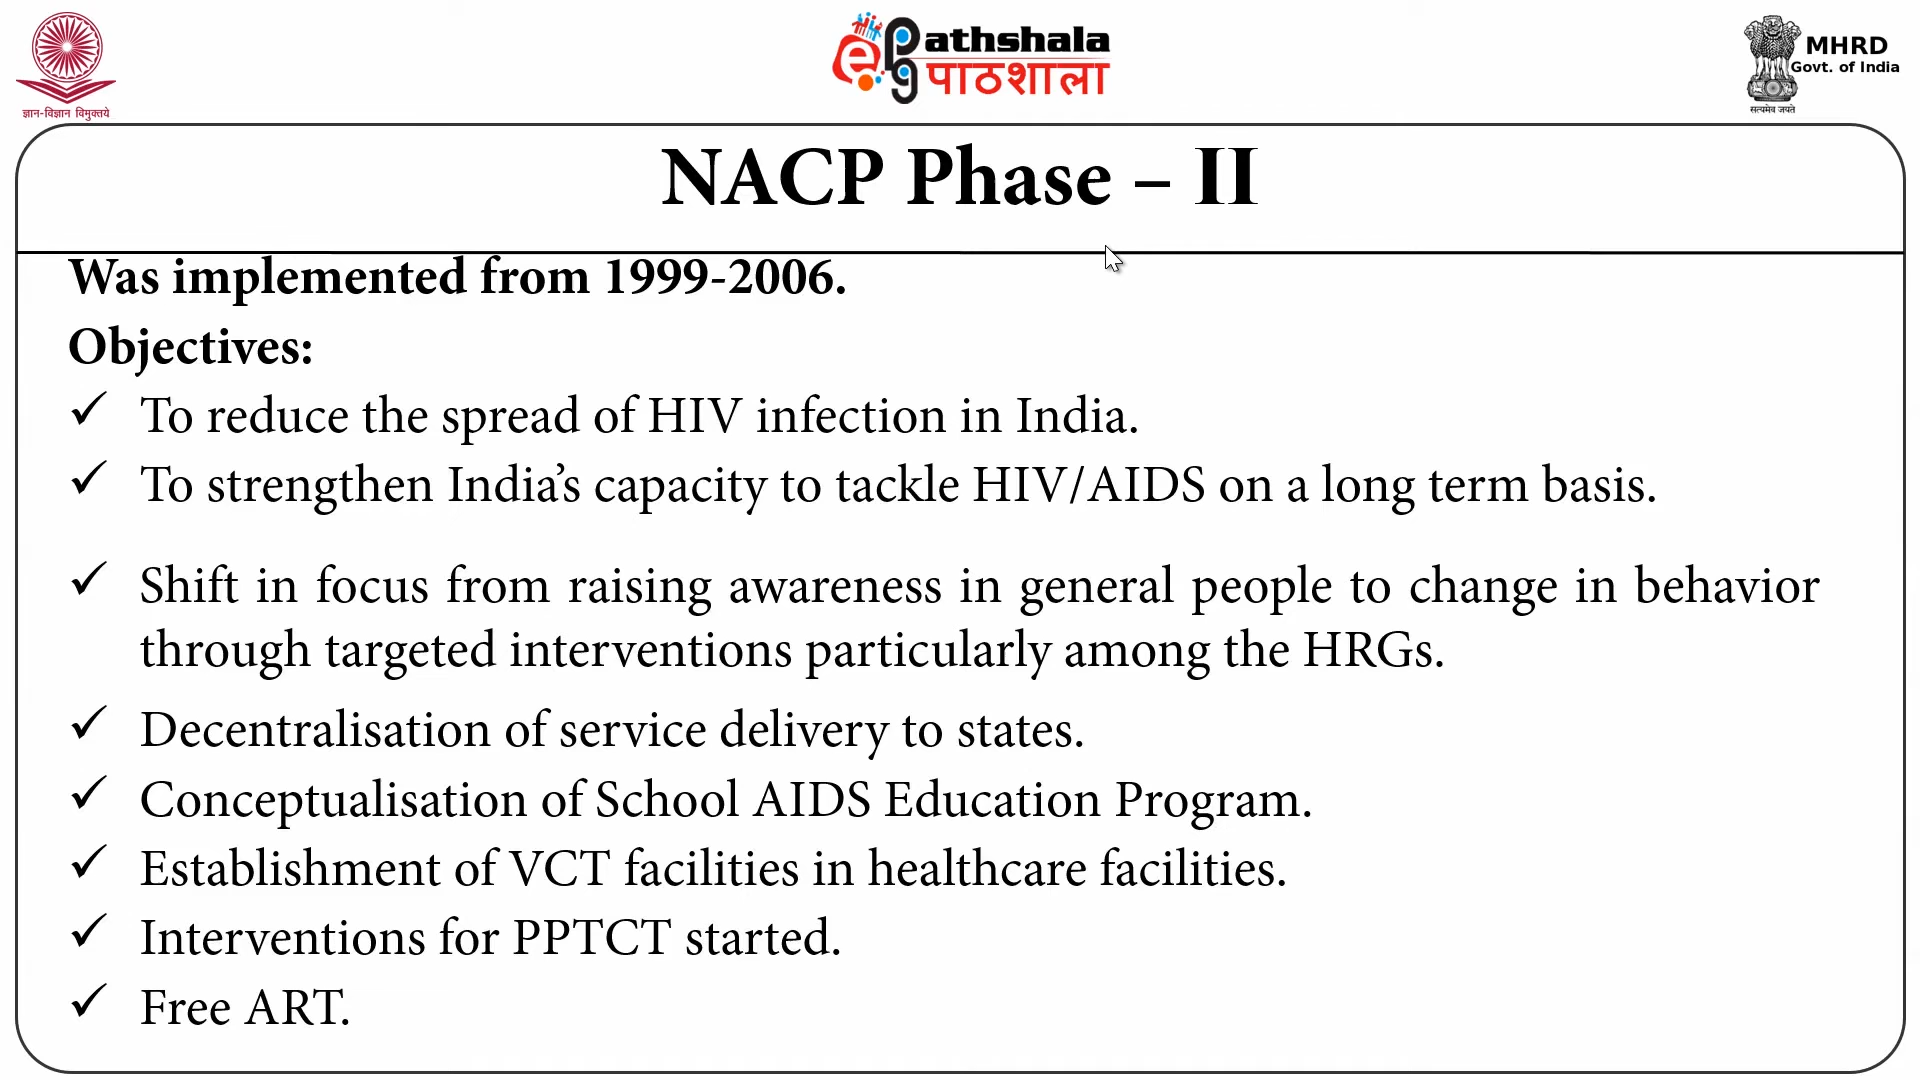 ज्ञान-विज्ञान विमुक्तये
ePathshala
pg पाठशाला
MHRD
Govt. of India
सत्यमेव जयते
NACP Phase – II
Was implemented from 1999-2006.
Objectives:
✓ To reduce the spread of HIV infection in India.
✓ To strengthen India’s capacity to tackle HIV/AIDS on a long term basis.
✓ Shift in focus from raising awareness in general people to change in behavior
through targeted interventions particularly among the HRGs.
✓ Decentralisation of service delivery to states.
✓ Conceptualisation of School AIDS Education Program.
✓ Establishment of VCT facilities in healthcare facilities.
✓ Interventions for PPTCT started.
✓ Free ART.